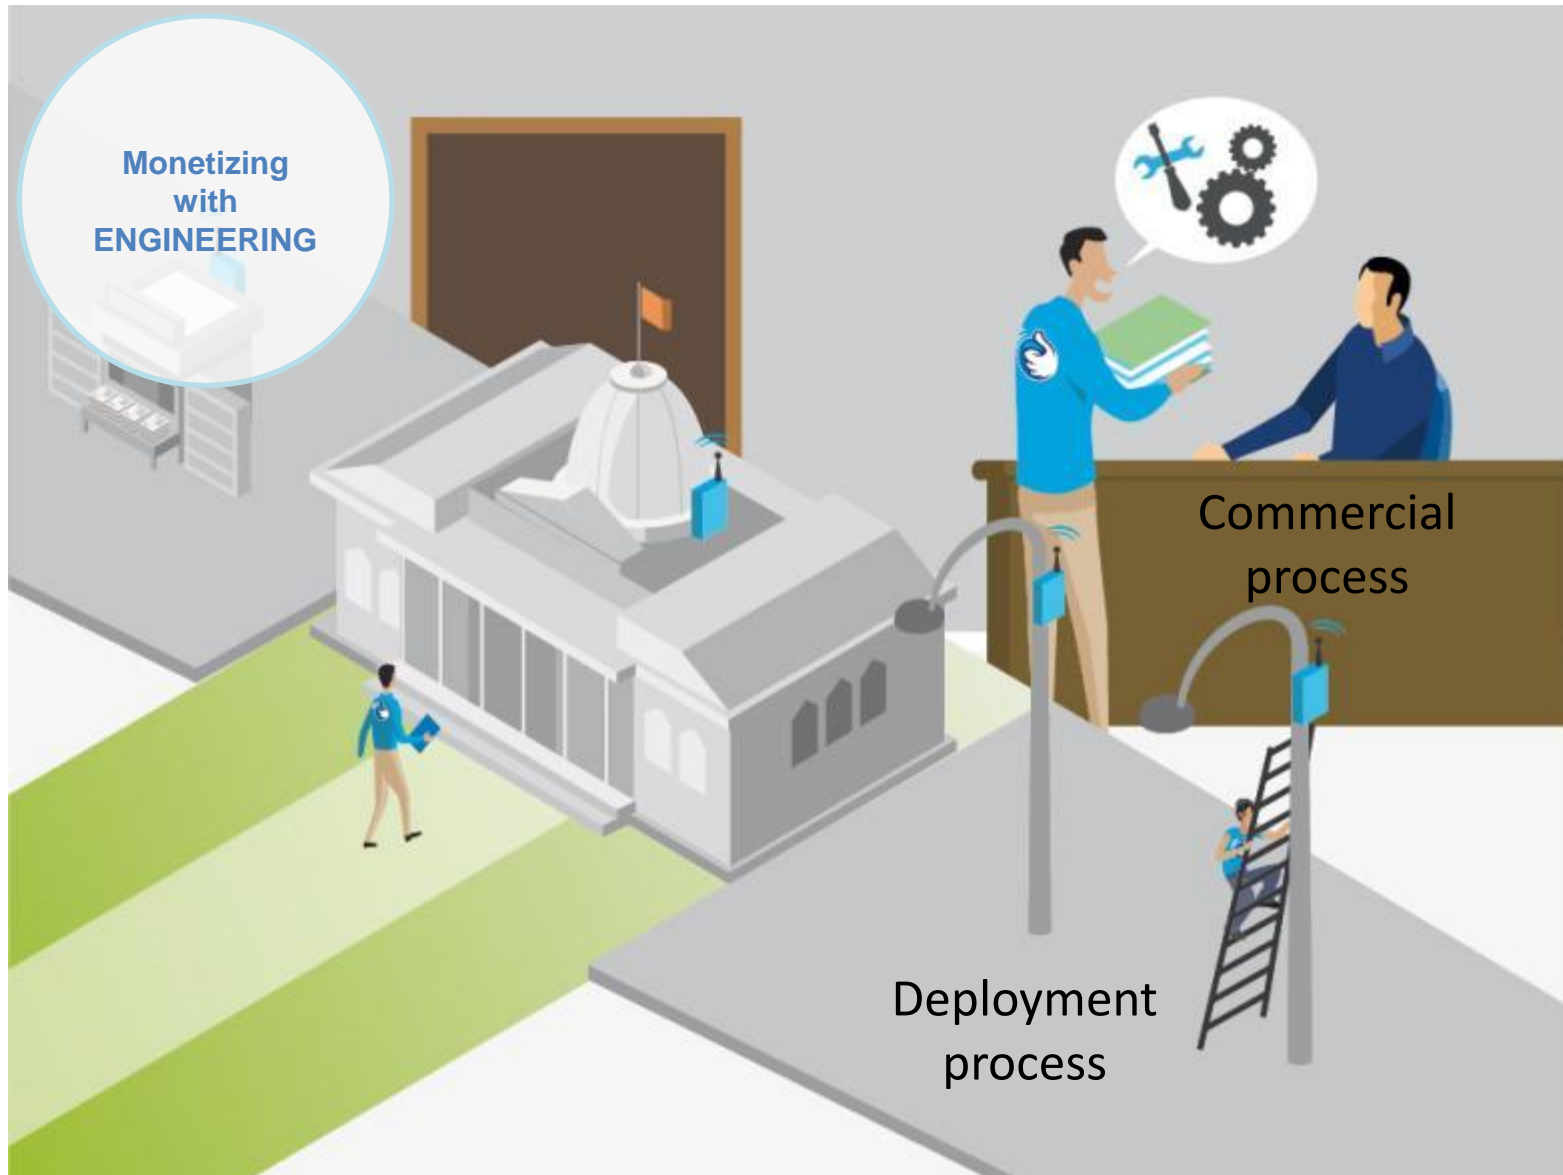 Monetizing
with
ENGINEERING
Commercial
process
Deployment
process